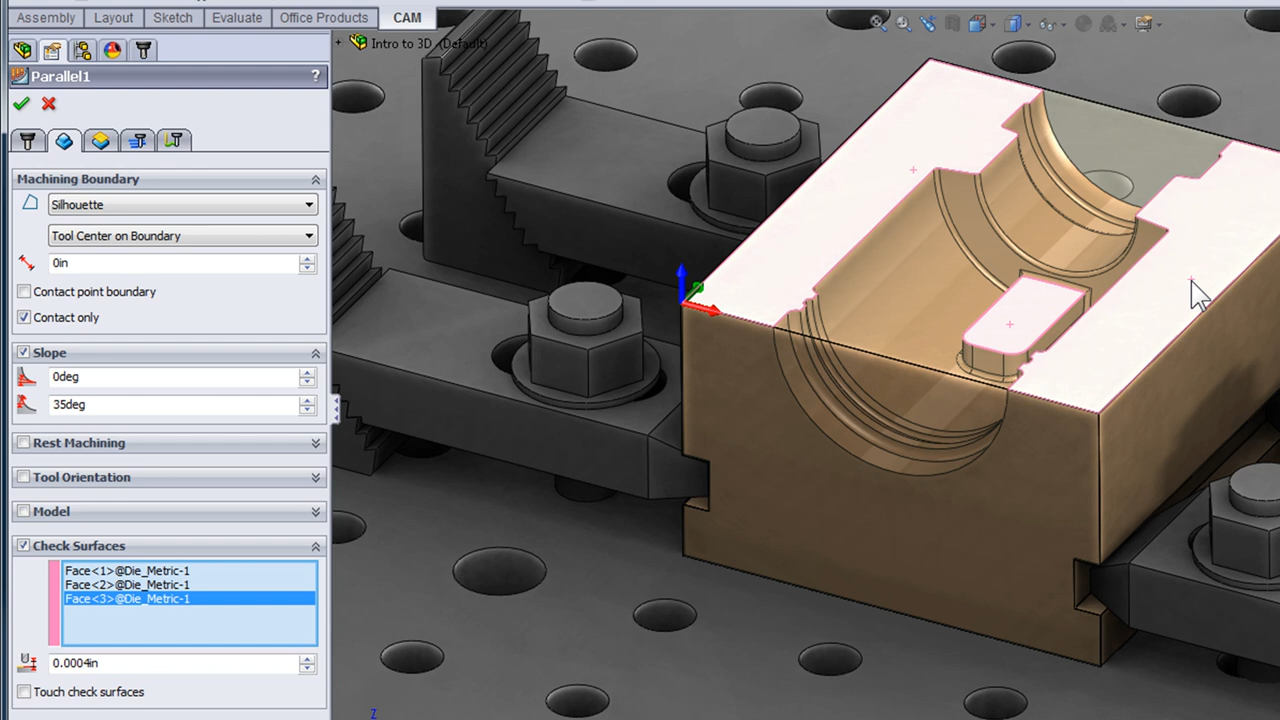 Assembly Layout Sketch Evaluate Office Products CAM
Intro to 3D (Default)
Parallel1 ?
Machining Boundary
Silhouette
Tool Center on Boundary
0in
Contact point boundary
Contact only
Slope
0deg
35deg
Rest Machining
Tool Orientation
Model
Check Surfaces
Face<1>@Die_Metric-1
Face<2>@Die_Metric-1
Face<3>@Die_Metric-1
0.0004in
Touch check surfaces
Z